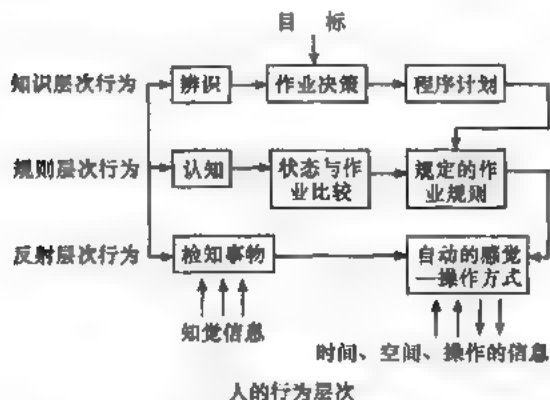 目 标
知识层次行为
辨识
作业决策
程序计划
规则层次行为
认知
状态与作
业比较
规定的作
业规则
反射层次行为
检知事物
自动的感觉
—操作方式
知觉信息
时间、空间、操作的信息
人的行为层次